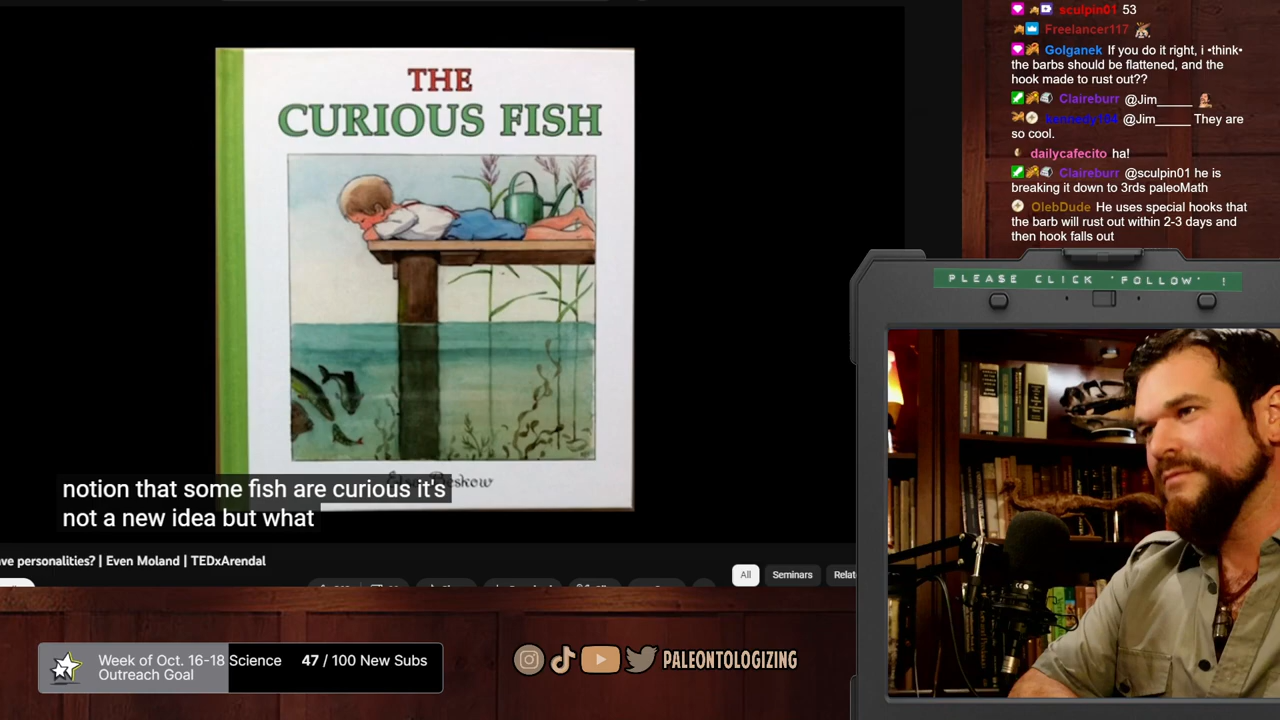 THE
CURIOUS FISH
notion that some fish are curious it's
not a new idea but what
ve personalities? | Even Moland | TEDxArendal
All
Seminars
sculpin01 53
Freelancer117
Golganek If you do it right, i •think•
the barbs should be flattened, and the
hook made to rust out??
Claireburr @Jim_____
@Jim_____ They are
so cool.
dailycafecito ha!
Claireburr @sculpin01 he is
breaking it down to 3rds paleoMath
OlebDude He uses special hooks that
the barb will rust out within 2-3 days and
then hook falls out
PLEASE CLICK 'FOLLOW' !
Week of Oct. 16-18 Science 47 / 100 New Subs
Outreach Goal
PALEONTOLOGIZING